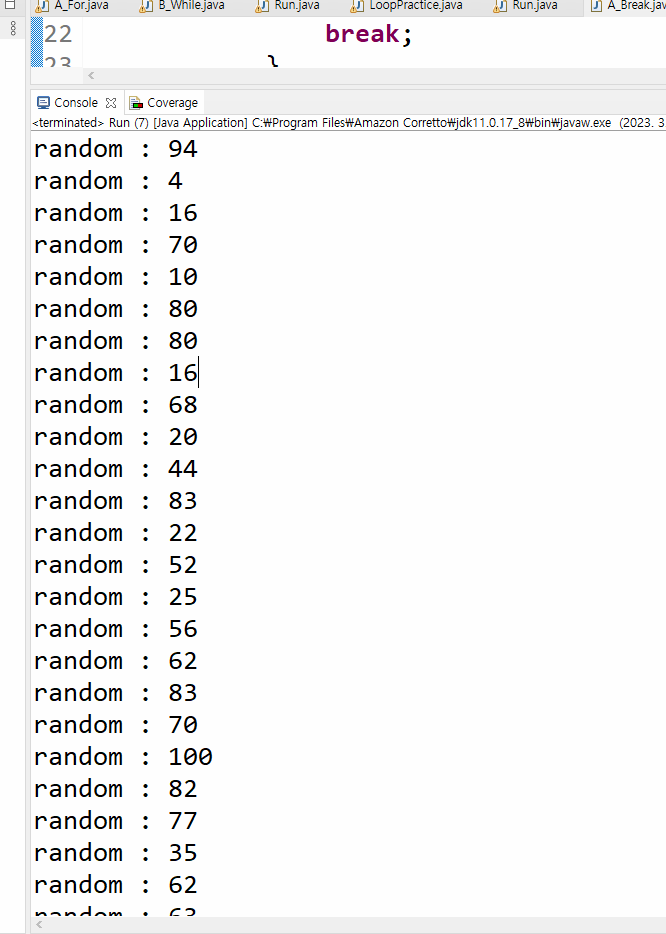 A_For.java B_While.java Run.java LoopPractice.java Run.java A_Break.jav
22 break;
23 }
Console Coverage
<terminated> Run (7) [Java Application] C:₩Program Files₩Amazon Corretto₩jdk11.0.17_8₩bin₩javaw.exe (2023. 3
random : 94
random : 4
random : 16
random : 70
random : 10
random : 80
random : 80
random : 16
random : 68
random : 20
random : 44
random : 83
random : 22
random : 52
random : 25
random : 56
random : 62
random : 83
random : 70
random : 100
random : 82
random : 77
random : 35
random : 62
random : 63